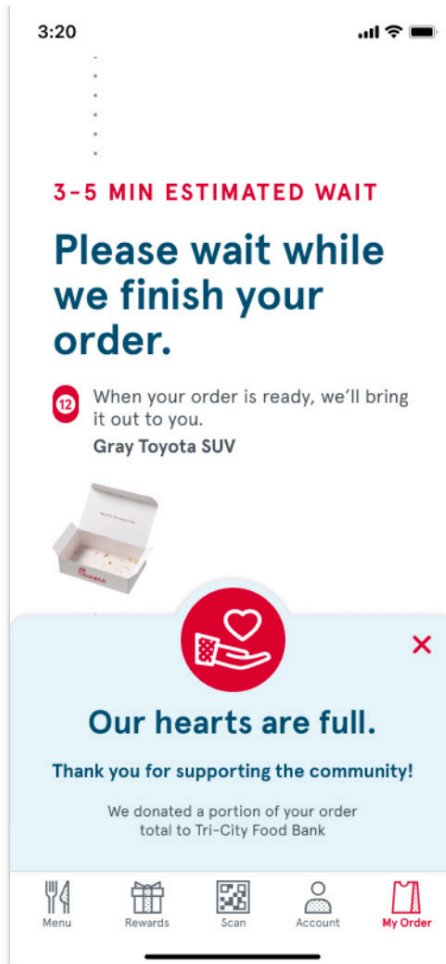 3:20
3-5 MIN ESTIMATED WAIT
Please wait while
we finish your
order.
12
When your order is ready, we'll bring
it out to you.
Gray Toyota SUV
Our hearts are full.
Thank you for supporting the community!
We donated a portion of your order
total to Tri-City Food Bank
Menu
Rewards
Scan
Account
My Order